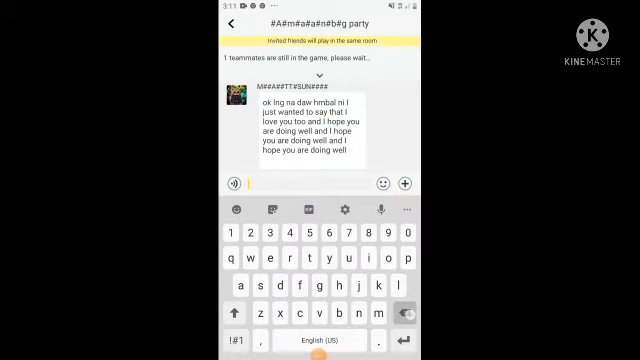 3:11
#A#m#a#a#n#b#g party
KINEMASTER
Invited friends will play in the same room
1 teammates are still in the game, please wait...
M##A##TT#SUN####
ok lng na daw hmbal ni I
just wanted to say that I
love you too and I hope you
are doing well and I hope
you are doing well and I
hope you are doing well
GIF
1 2 3 4 5 6 7 8 9 0
q w e r t y u i o p
a s d f g h j k l
z x c v b n m
!#1 , English (US) .